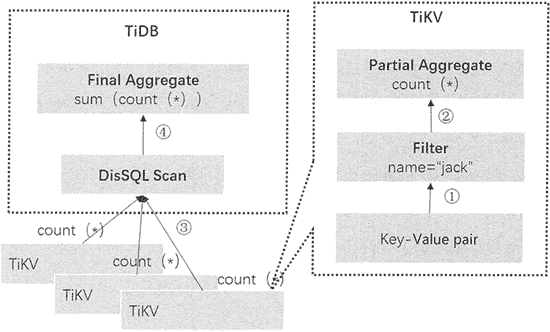 TiDB
Final Aggregate
sum (count (*) )
④
DisSQL Scan
count (*)
③
count (*)
count (*)
TiKV
TiKV
TiKV
TiKV
Partial Aggregate
count (*)
②
Filter
name="jack"
①
Key-Value pair